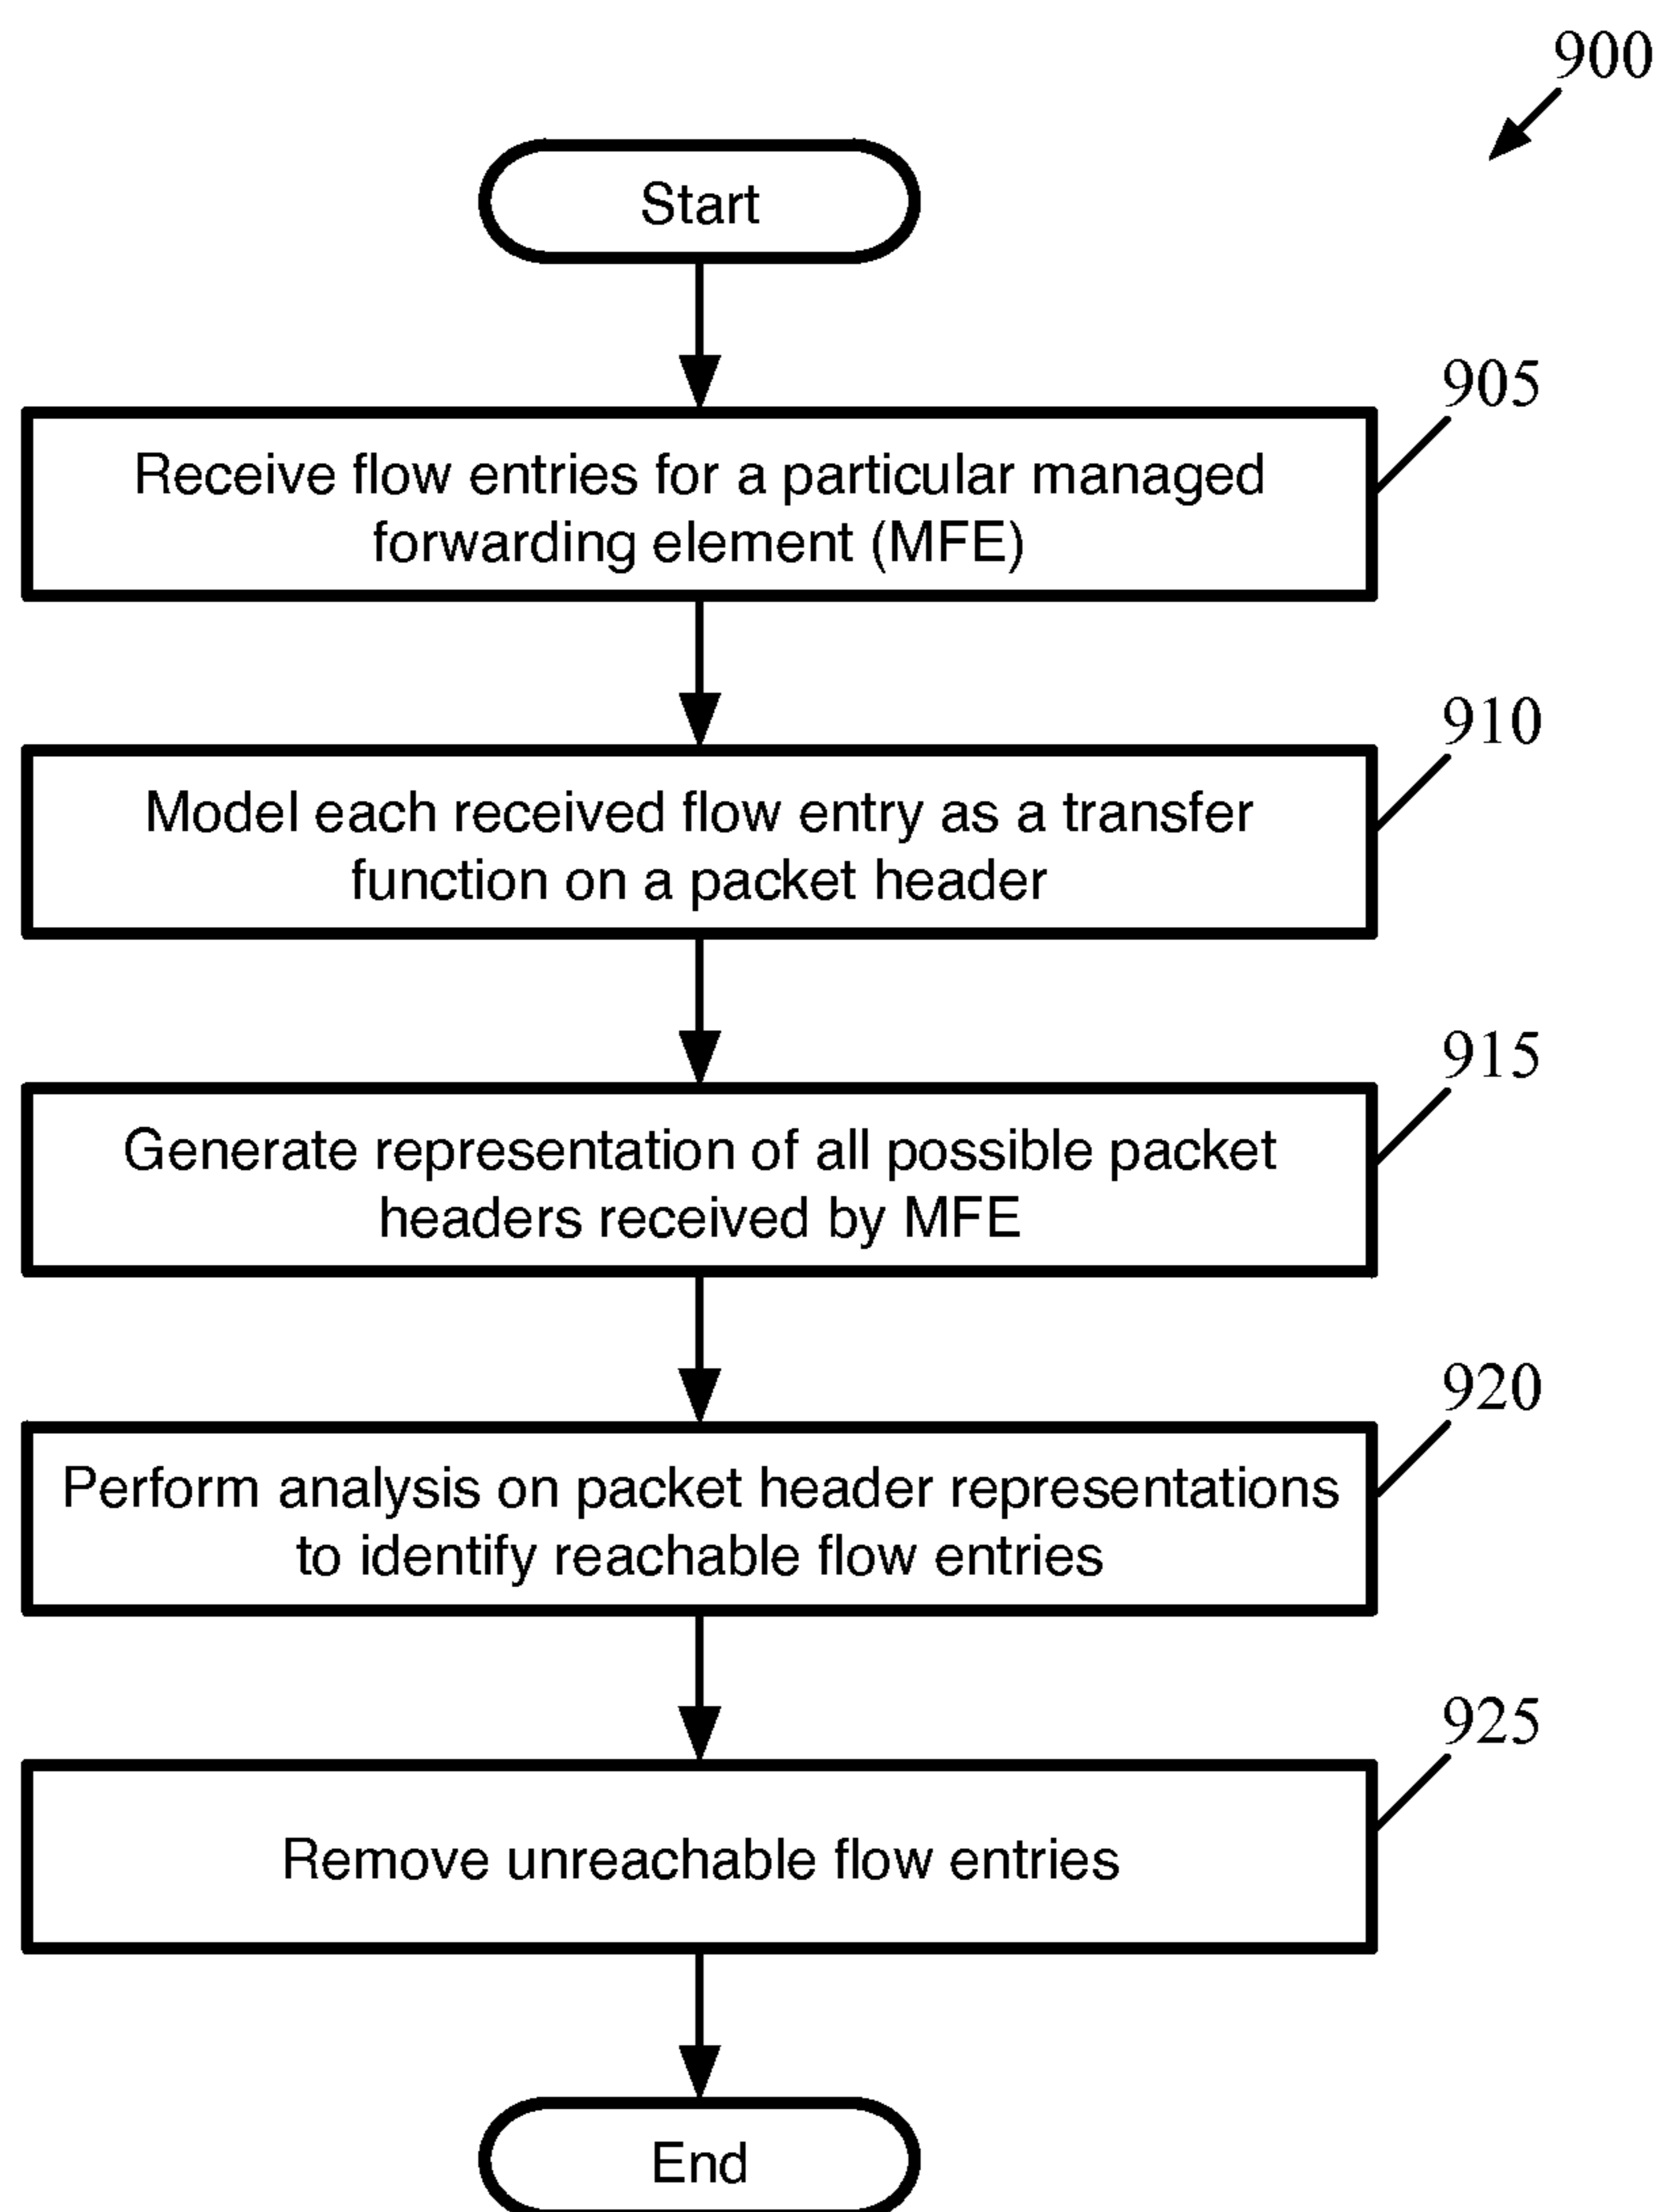 900
Start
905
Receive flow entries for a particular managed
forwarding element (MFE)
910
Model each received flow entry as a transfer
function on a packet header
915
Generate representation of all possible packet
headers received by MFE
920
Perform analysis on packet header representations
to identify reachable flow entries
925
Remove unreachable flow entries
End